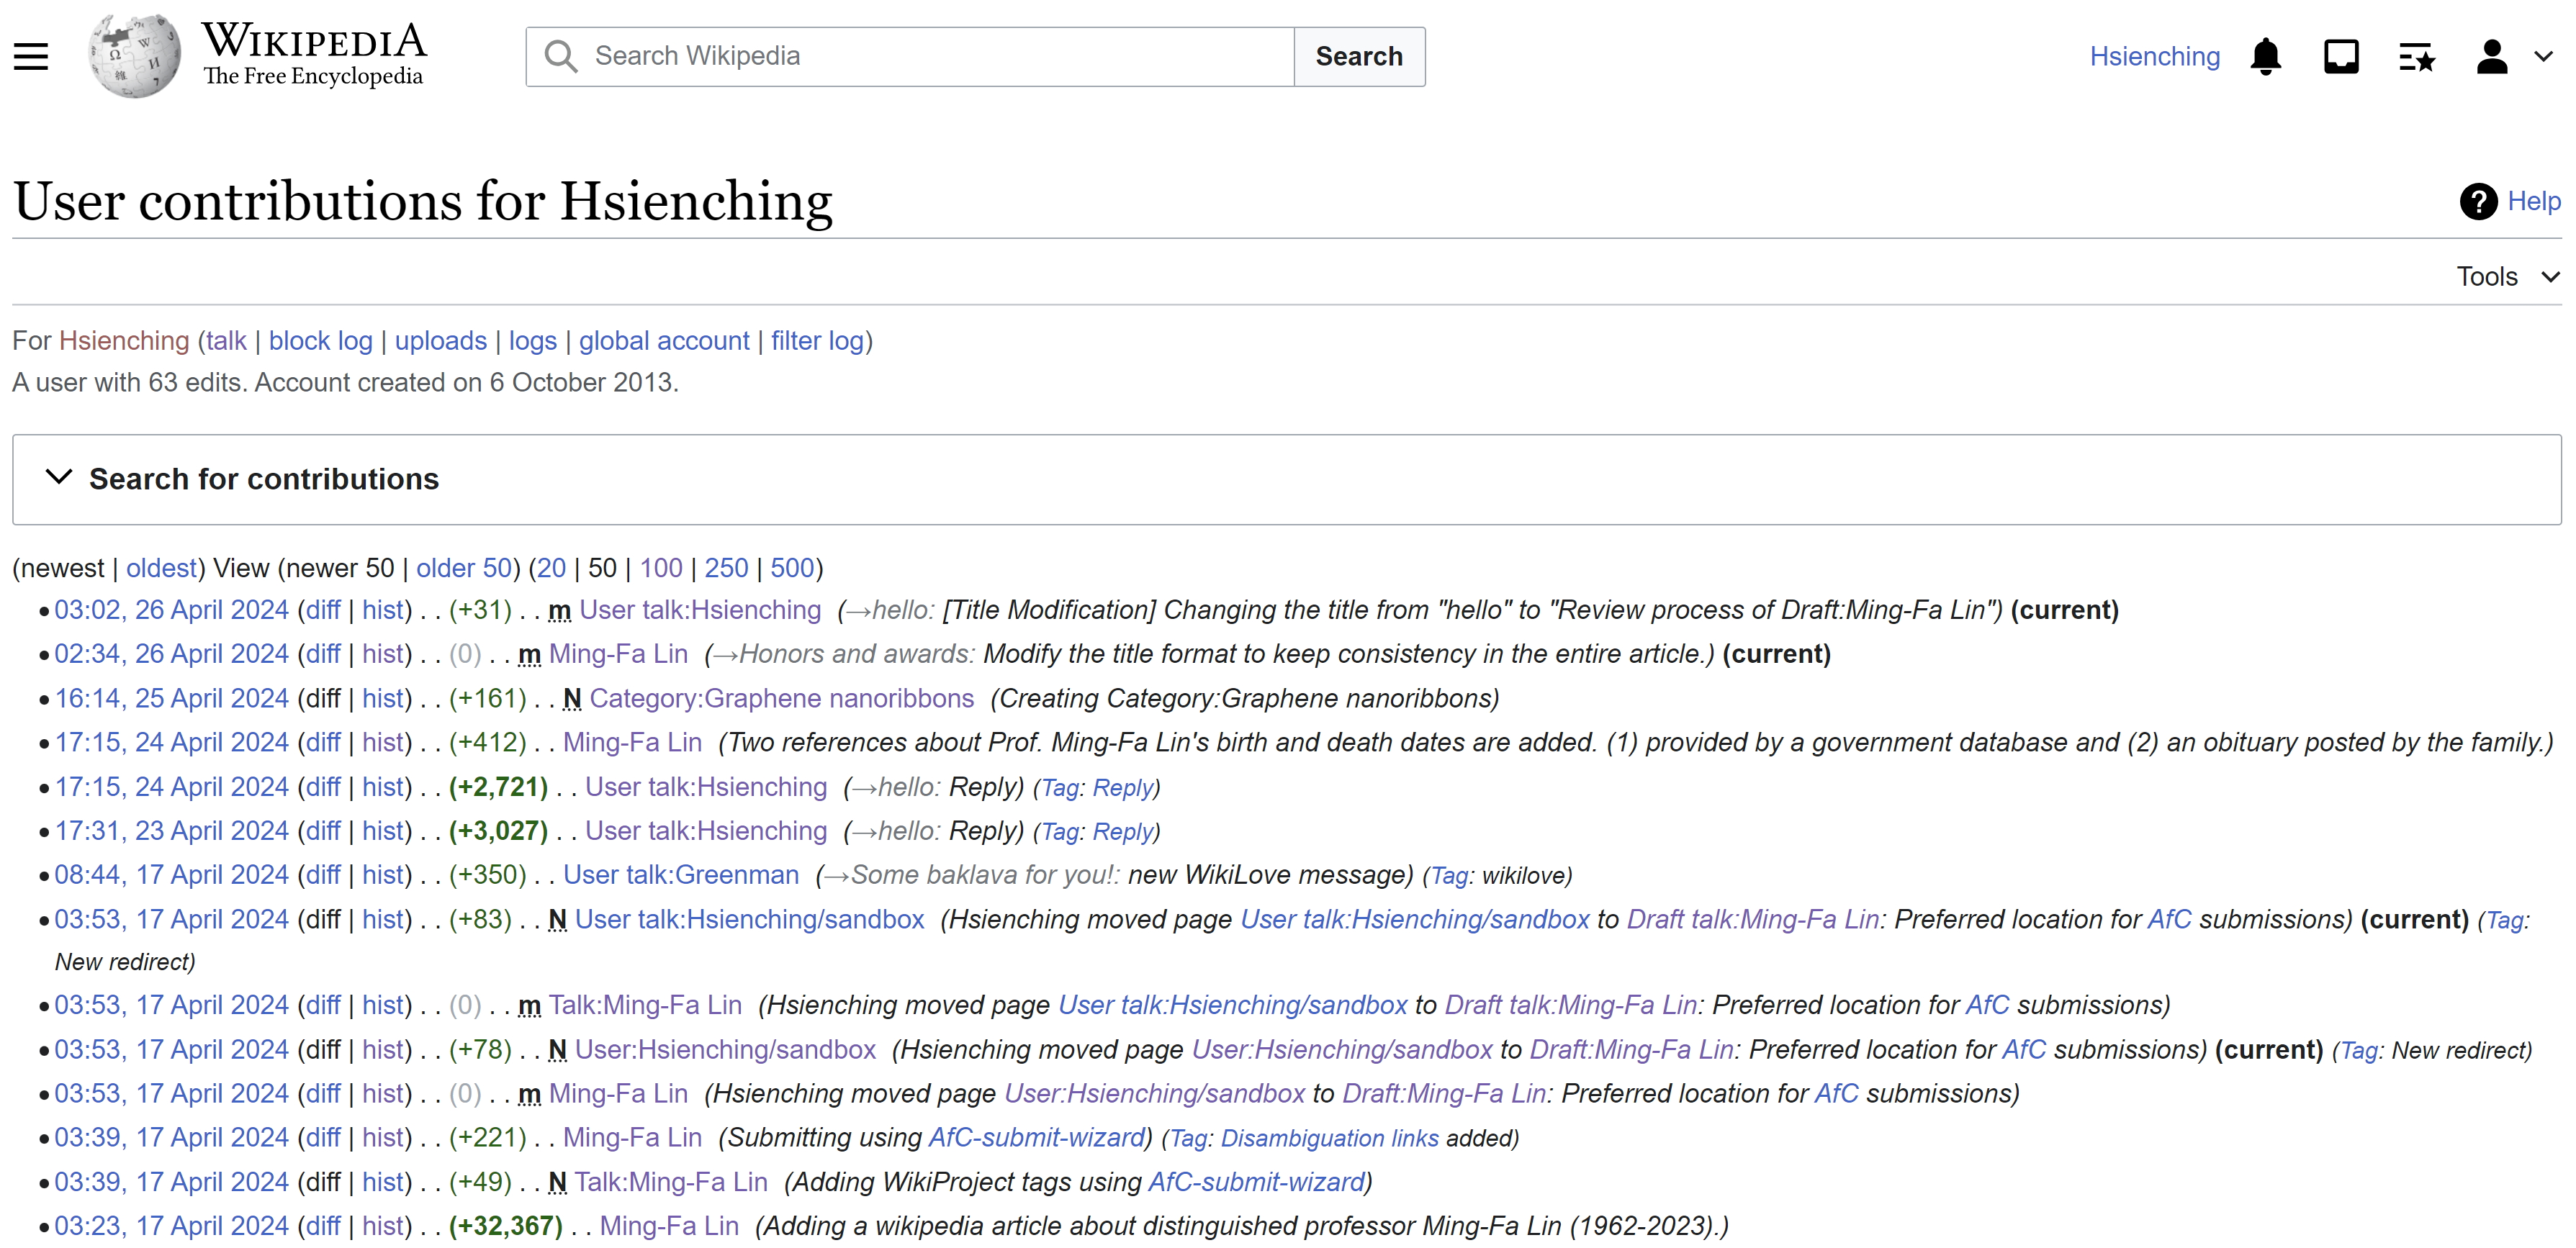 WIKIPEDIA
The Free Encyclopedia
Search Wikipedia
Search
Hsienching
User contributions for Hsienching
Help
Tools
For Hsienching (talk | block log | uploads | logs | global account | filter log)
A user with 63 edits. Account created on 6 October 2013.
Search for contributions
(newest | oldest) View (newer 50 | older 50) (20 | 50 | 100 | 250 | 500)
• 03:02, 26 April 2024 (diff | hist) . . (+31) . . m User talk:Hsienching (→hello: [Title Modification] Changing the title from "hello" to "Review process of Draft:Ming-Fa Lin") (current)
• 02:34, 26 April 2024 (diff | hist) . . (0) . . m Ming-Fa Lin (→Honors and awards: Modify the title format to keep consistency in the entire article.) (current)
• 16:14, 25 April 2024 (diff | hist) . . (+161) . . N Category:Graphene nanoribbons (Creating Category:Graphene nanoribbons)
• 17:15, 24 April 2024 (diff | hist) . . (+412) . . Ming-Fa Lin (Two references about Prof. Ming-Fa Lin's birth and death dates are added. (1) provided by a government database and (2) an obituary posted by the family.)
• 17:15, 24 April 2024 (diff | hist) . . (+2,721) . . User talk:Hsienching (→hello: Reply) (Tag: Reply)
• 17:31, 23 April 2024 (diff | hist) . . (+3,027) . . User talk:Hsienching (→hello: Reply) (Tag: Reply)
• 08:44, 17 April 2024 (diff | hist) . . (+350) . . User talk:Greenman (→Some baklava for you!: new WikiLove message) (Tag: wikilove)
• 03:53, 17 April 2024 (diff | hist) . . (+83) . . N User talk:Hsienching/sandbox (Hsienching moved page User talk:Hsienching/sandbox to Draft talk:Ming-Fa Lin: Preferred location for AfC submissions) (current) (Tag:
New redirect)
• 03:53, 17 April 2024 (diff | hist) . . (0) . . m Talk:Ming-Fa Lin (Hsienching moved page User talk:Hsienching/sandbox to Draft talk:Ming-Fa Lin: Preferred location for AfC submissions)
• 03:53, 17 April 2024 (diff | hist) . . (+78) . . N User:Hsienching/sandbox (Hsienching moved page User:Hsienching/sandbox to Draft:Ming-Fa Lin: Preferred location for AfC submissions) (current) (Tag: New redirect)
• 03:53, 17 April 2024 (diff | hist) . . (0) . . m Ming-Fa Lin (Hsienching moved page User:Hsienching/sandbox to Draft:Ming-Fa Lin: Preferred location for AfC submissions)
• 03:39, 17 April 2024 (diff | hist) . . (+221) . . Ming-Fa Lin (Submitting using AfC-submit-wizard) (Tag: Disambiguation links added)
• 03:39, 17 April 2024 (diff | hist) . . (+49) . . N Talk:Ming-Fa Lin (Adding WikiProject tags using AfC-submit-wizard)
• 03:23, 17 April 2024 (diff | hist) . . (+32,367) . . Ming-Fa Lin (Adding a wikipedia article about distinguished professor Ming-Fa Lin (1962-2023).)